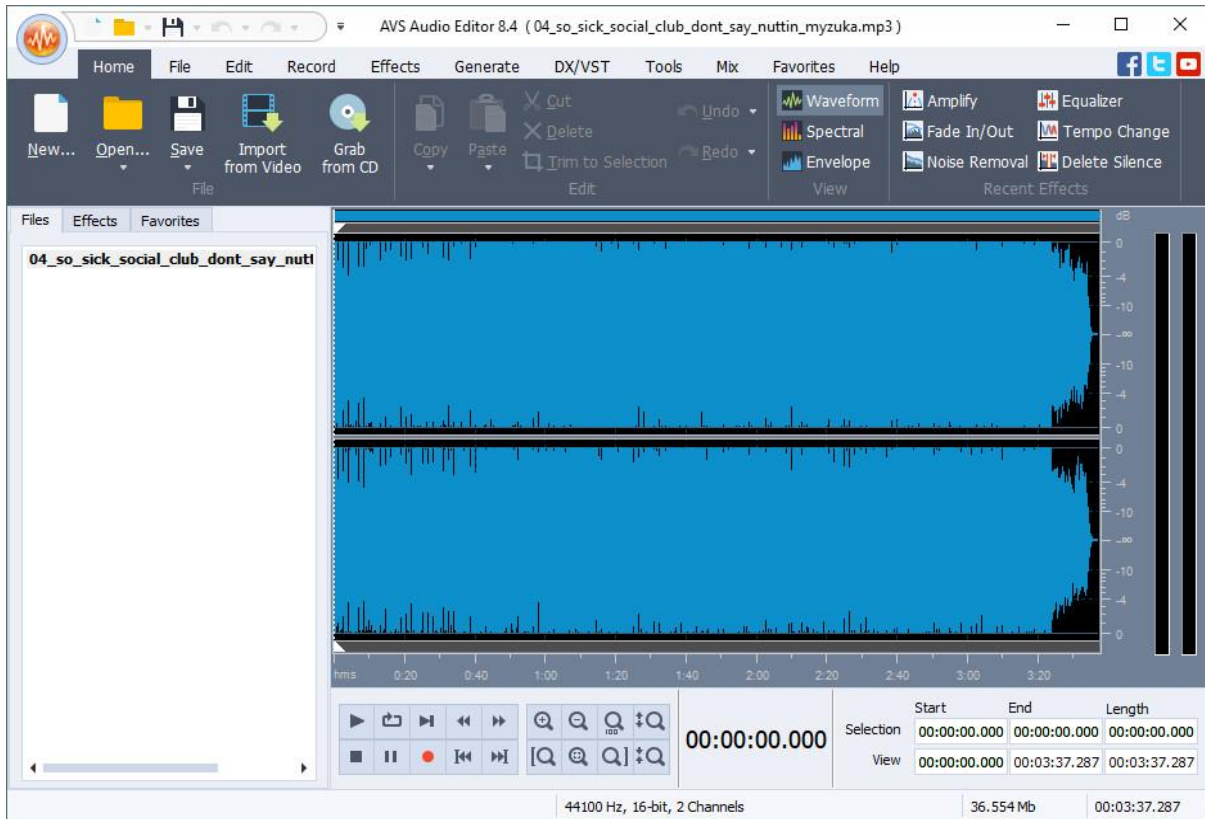 AVS Audio Editor 8.4 ( 04_so_sick_social_club_dont_say_nuttin_myzuka.mp3 )
Home File Edit Record Effects Generate DX/VST Tools Mix Favorites Help
New... Open... Save Import from Video Grab from CD
File
Copy Paste Cut
Delete
Trim to Selection
Undo
Redo
Edit
Waveform
Spectral
Envelope
View
Amplify Equalizer
Fade In/Out Tempo Change
Noise Removal Delete Silence
Recent Effects
Files Effects Favorites
04_so_sick_social_club_dont_say_nutt
dB
0
-4
-10
-∞
-10
-4
0
0
-4
-10
-∞
-10
-4
0
hms 0:20 0:40 1:00 1:20 1:40 2:00 2:20 2:40 3:00 3:20
100
00:00:00.000
Start End Length
Selection 00:00:00.000 00:00:00.000 00:00:00.000
View 00:00:00.000 00:03:37.287 00:03:37.287
44100 Hz, 16-bit, 2 Channels 36.554 Mb 00:03:37.287